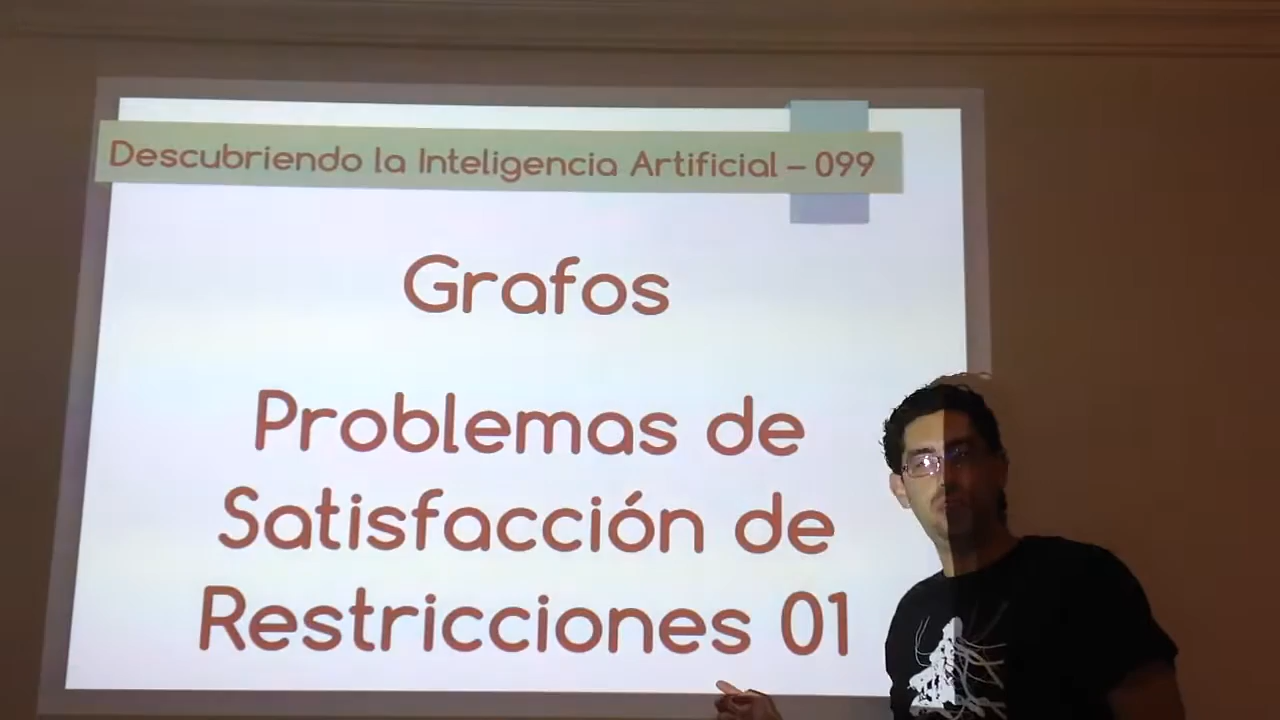 Descubriendo la Inteligencia Artificial – 099
Grafos
Problemas de
Satisfacción de
Restricciones 01